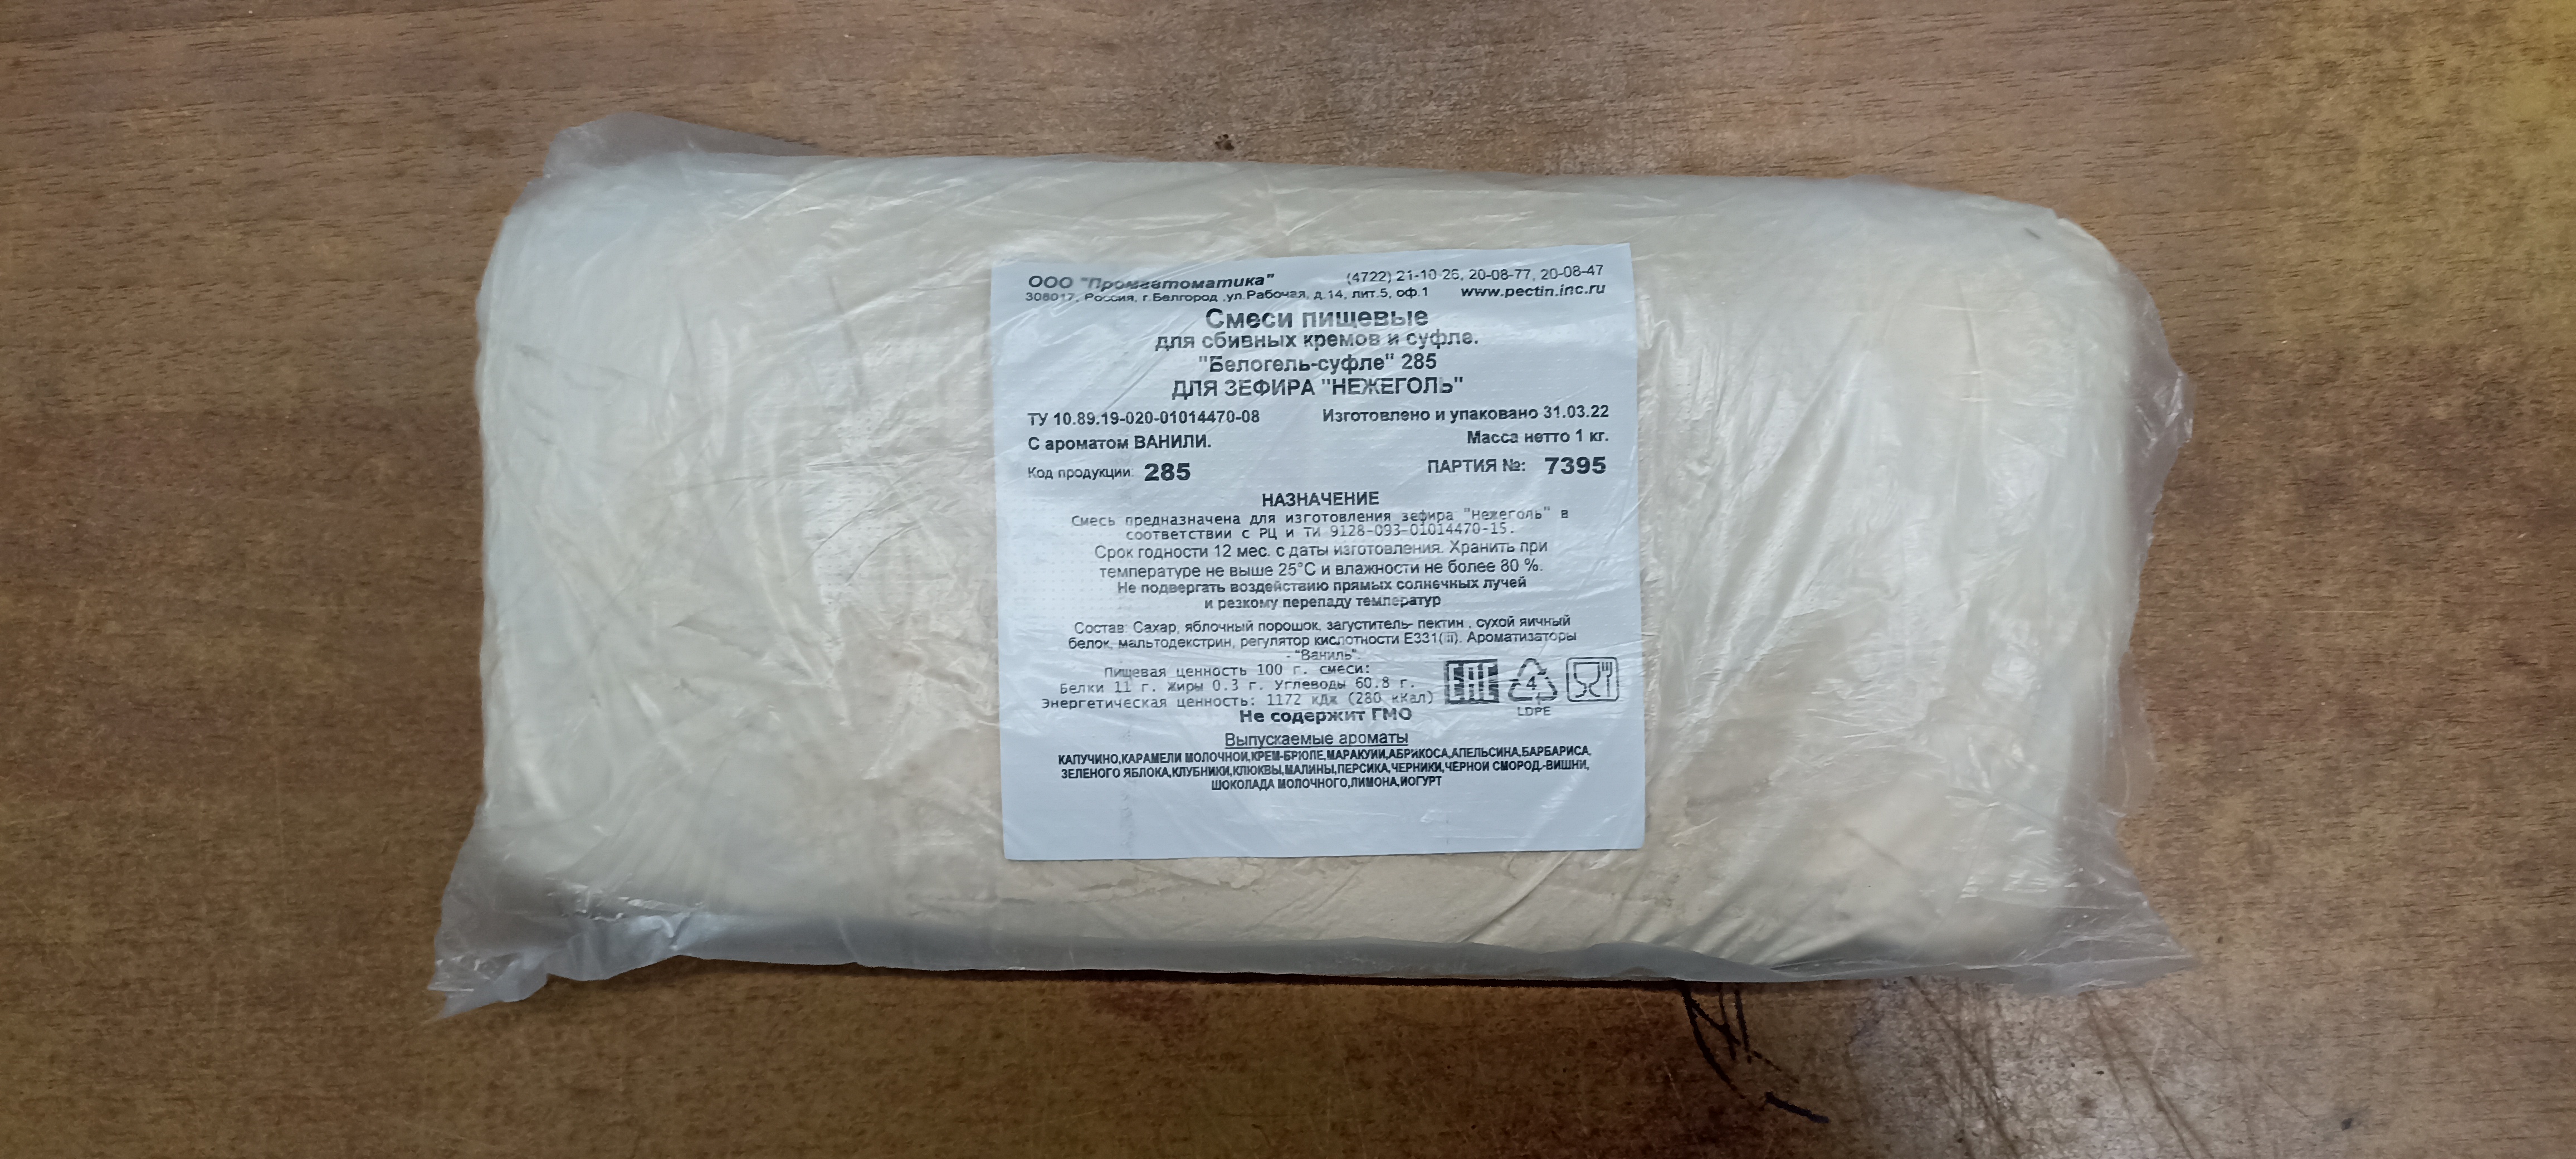 ООО "Промавтоматика" (4722) 21-10-26, 20-08-77, 20-08-47
308017, Россия, г.Белгород ,ул.Рабочая, д.14, лит.5, оф.1 www.pectin.inc.ru
Смеси пищевые
для сбивных кремов и суфле.
"Белогель-суфле" 285
ДЛЯ ЗЕФИРА "НЕЖЕГОЛЬ"
ТУ 10.89.19-020-01014470-08 Изготовлено и упаковано 31.03.22
С ароматом ВАНИЛИ. Масса нетто 1 кг.
Код продукции: 285 ПАРТИЯ №: 7395
НАЗНАЧЕНИЕ
Смесь предназначена для изготовления зефира "Нежеголь" в
соответствии с РЦ и ТИ 9128-093-01014470-15.
Срок годности 12 мес. с даты изготовления. Хранить при
температуре не выше 25°С и влажности не более 80 %.
Не подвергать воздействию прямых солнечных лучей
и резкому перепаду температур
Состав: Сахар, яблочный порошок, загуститель- пектин , сухой яичный
белок, мальтодекстрин, регулятор кислотности Е331(iii). Ароматизаторы
- "Ваниль".
Пищевая ценность 100 г. смеси:
Белки 11 г. Жиры 0.3 г. Углеводы 60.8 г.
Энергетическая ценность: 1172 кДж (280 кКал)
EAC 4
LDPE
Не содержит ГМО
Выпускаемые ароматы
КАПУЧИНО,КАРАМЕЛИ МОЛОЧНОЙ,КРЕМ-БРЮЛЕ,МАРАКУИИ,АБРИКОСА,АПЕЛЬСИНА,БАРБАРИСА,
ЗЕЛЕНОГО ЯБЛОКА,КЛУБНИКИ,КЛЮКВЫ,МАЛИНЫ,ПЕРСИКА,ЧЕРНИКИ,ЧЕРНОЙ СМОРОД.-ВИШНИ,
ШОКОЛАДА МОЛОЧНОГО,ЛИМОНА,ЙОГУРТ